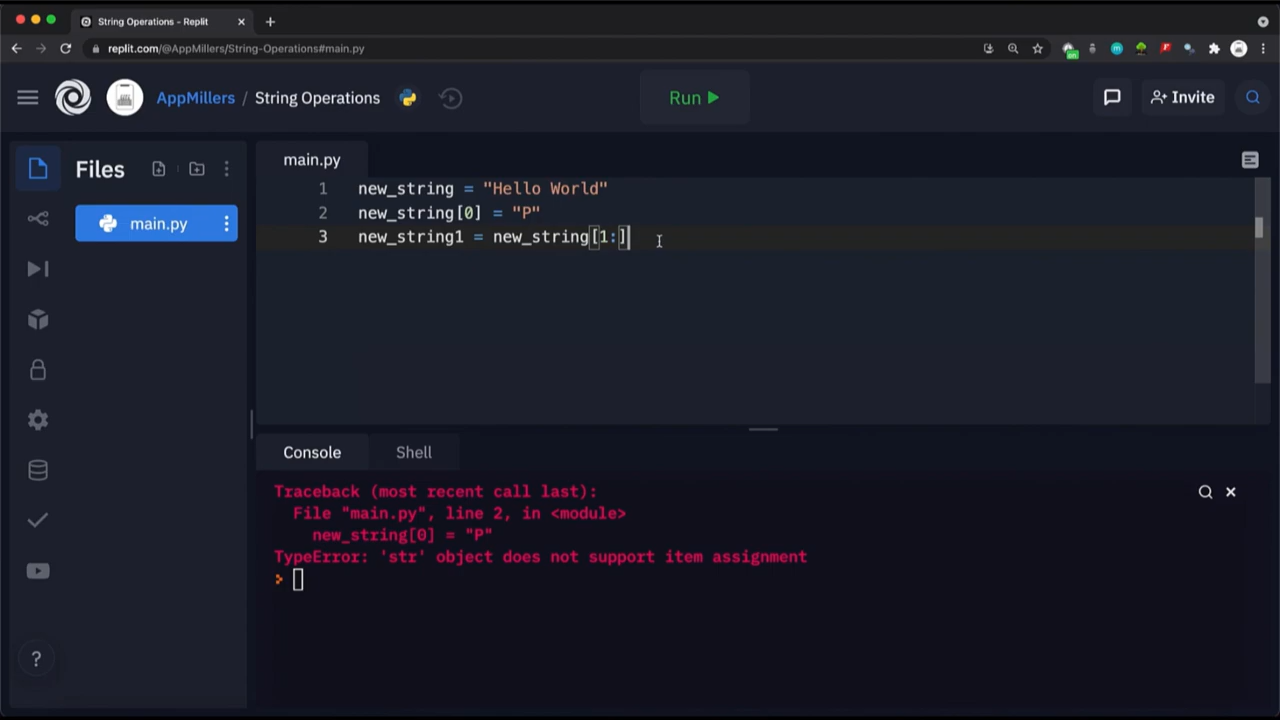 String Operations - Replit
replit.com/@AppMillers/String-Operations#main.py
on
AppMillers / String Operations
Run
Invite
Files
main.py
main.py
1 new_string = "Hello World"
2 new_string[0] = "P"
3 new_string1 = new_string[1:]
Console
Shell
Traceback (most recent call last):
File "main.py", line 2, in <module>
new_string[0] = "P"
TypeError: 'str' object does not support item assignment
>
?